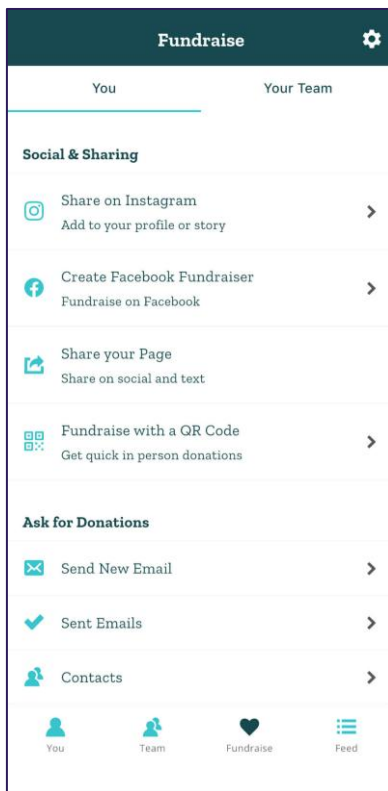 Fundraise
You
Your Team
Social & Sharing
Share on Instagram
Add to your profile or story
Create Facebook Fundraiser
Fundraise on Facebook
Share your Page
Share on social and text
Fundraise with a QR Code
Get quick in person donations
Ask for Donations
Send New Email
Sent Emails
Contacts
You
Team
Fundraise
Feed